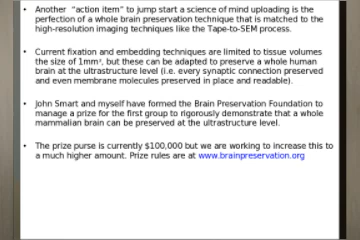 • Another "action item" to jump start a science of mind uploading is the
perfection of a whole brain preservation technique that is matched to the
high-resolution imaging techniques like the Tape-to-SEM process.
• Current fixation and embedding techniques are limited to tissue volumes
the size of 1mm³, but these can be adapted to preserve a whole human
brain at the ultrastructure level (i.e. every synaptic connection preserved
and even membrane molecules preserved in place and readable).
• John Smart and myself have formed the Brain Preservation Foundation to
manage a prize for the first group to rigorously demonstrate that a whole
mammalian brain can be preserved at the ultrastructure level.
• The prize purse is currently $100,000 but we are working to increase this to
a much higher amount. Prize rules are at www.brainpreservation.org